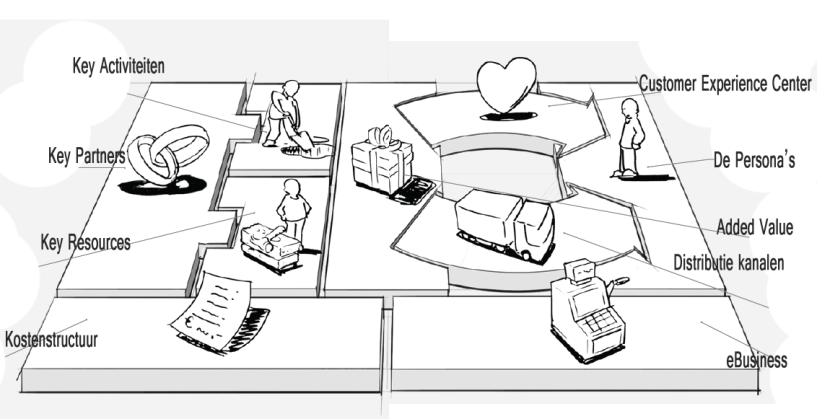 Key Activiteiten
Customer Experience Center
Key Partners
De Persona's
Key Resources
Added Value
Distributie kanalen
Kostenstructuur
eBusiness